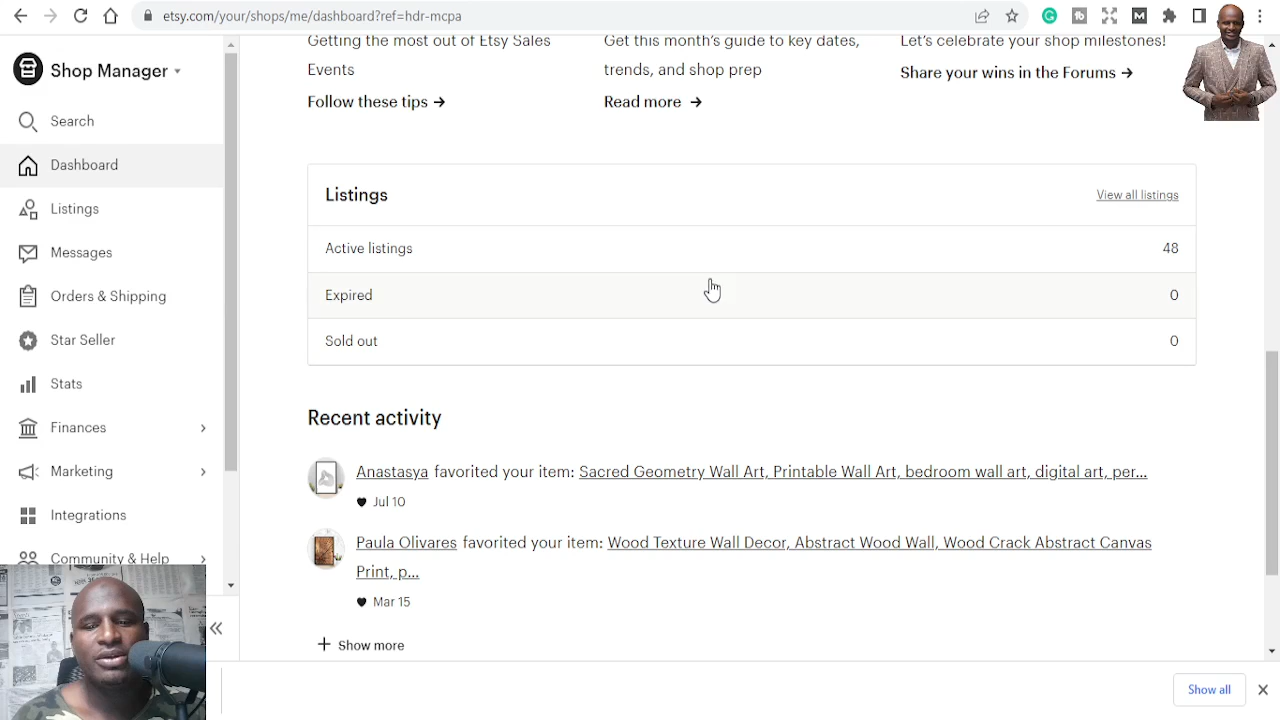 etsy.com/your/shops/me/dashboard?ref=hdr-mcpa
Shop Manager
Search
Dashboard
Listings
Messages
Orders & Shipping
Star Seller
Stats
Finances
Marketing
Integrations
Community & Help
Getting the most out of Etsy Sales
Events
Follow these tips →
Get this month's guide to key dates,
trends, and shop prep
Read more →
Let's celebrate your shop milestones!
Share your wins in the Forums →
Listings
View all listings
Active listings 48
Expired 0
Sold out 0
Recent activity
Anastasya favorited your item: Sacred Geometry Wall Art, Printable Wall Art, bedroom wall art, digital art, per...
Jul 10
Paula Olivares favorited your item: Wood Texture Wall Decor, Abstract Wood Wall, Wood Crack Abstract Canvas
Print, p...
Mar 15
+ Show more
Show all